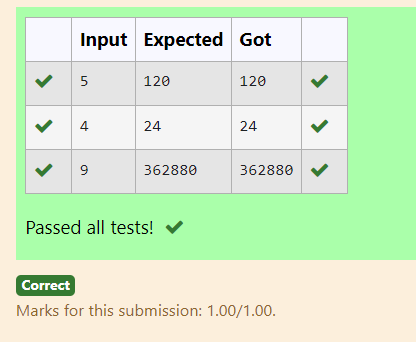 Input Expected Got
5 120 120
4 24 24
9 362880 362880
Passed all tests!
Correct
Marks for this submission: 1.00/1.00.